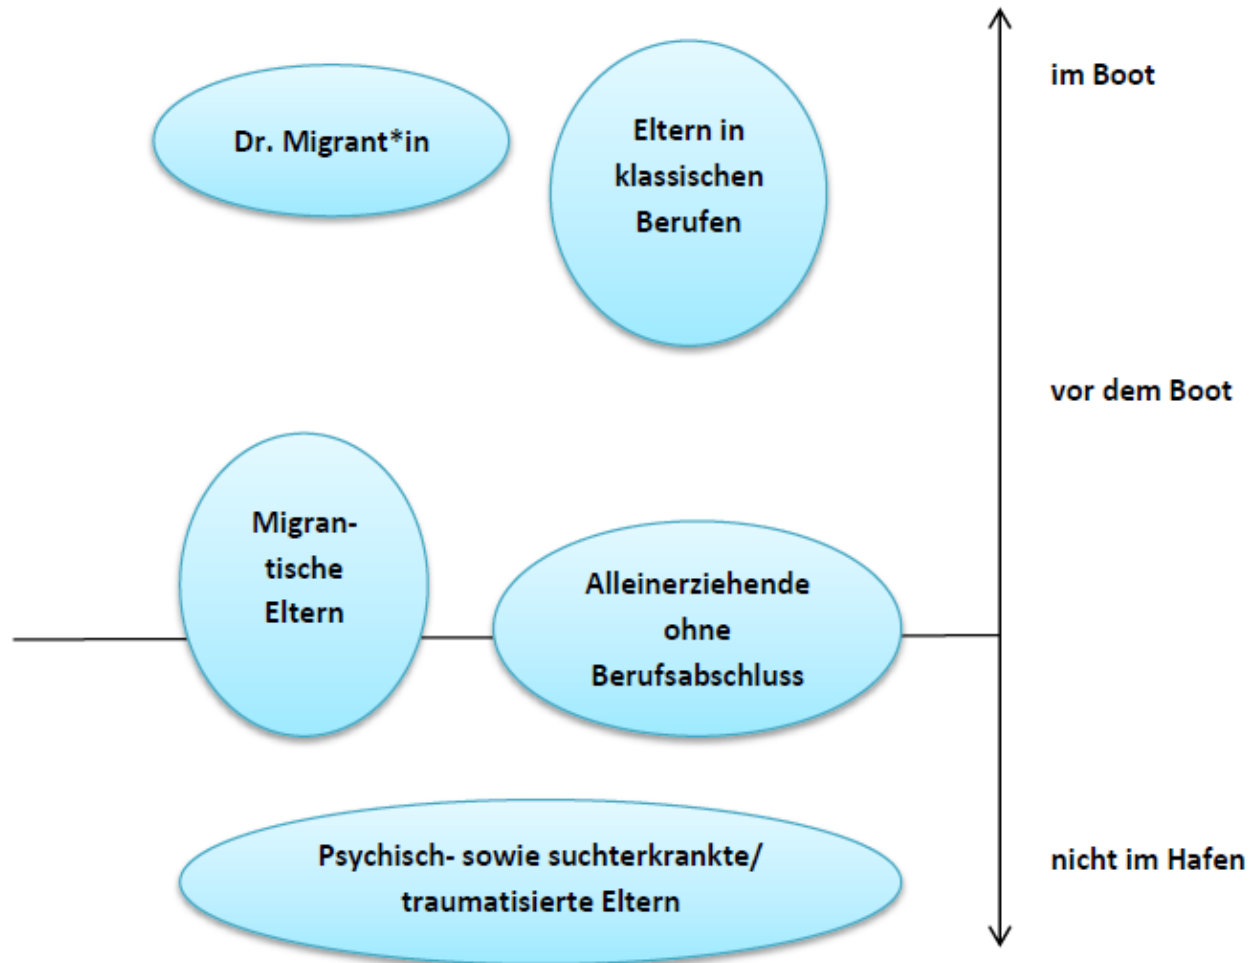 im Boot
Dr. Migrant*in
Eltern in
klassischen
Berufen
vor dem Boot
Migran-
tische
Eltern
Alleinerziehende
ohne
Berufsabschluss
Psychisch- sowie suchterkrankte/
traumatisierte Eltern
nicht im Hafen